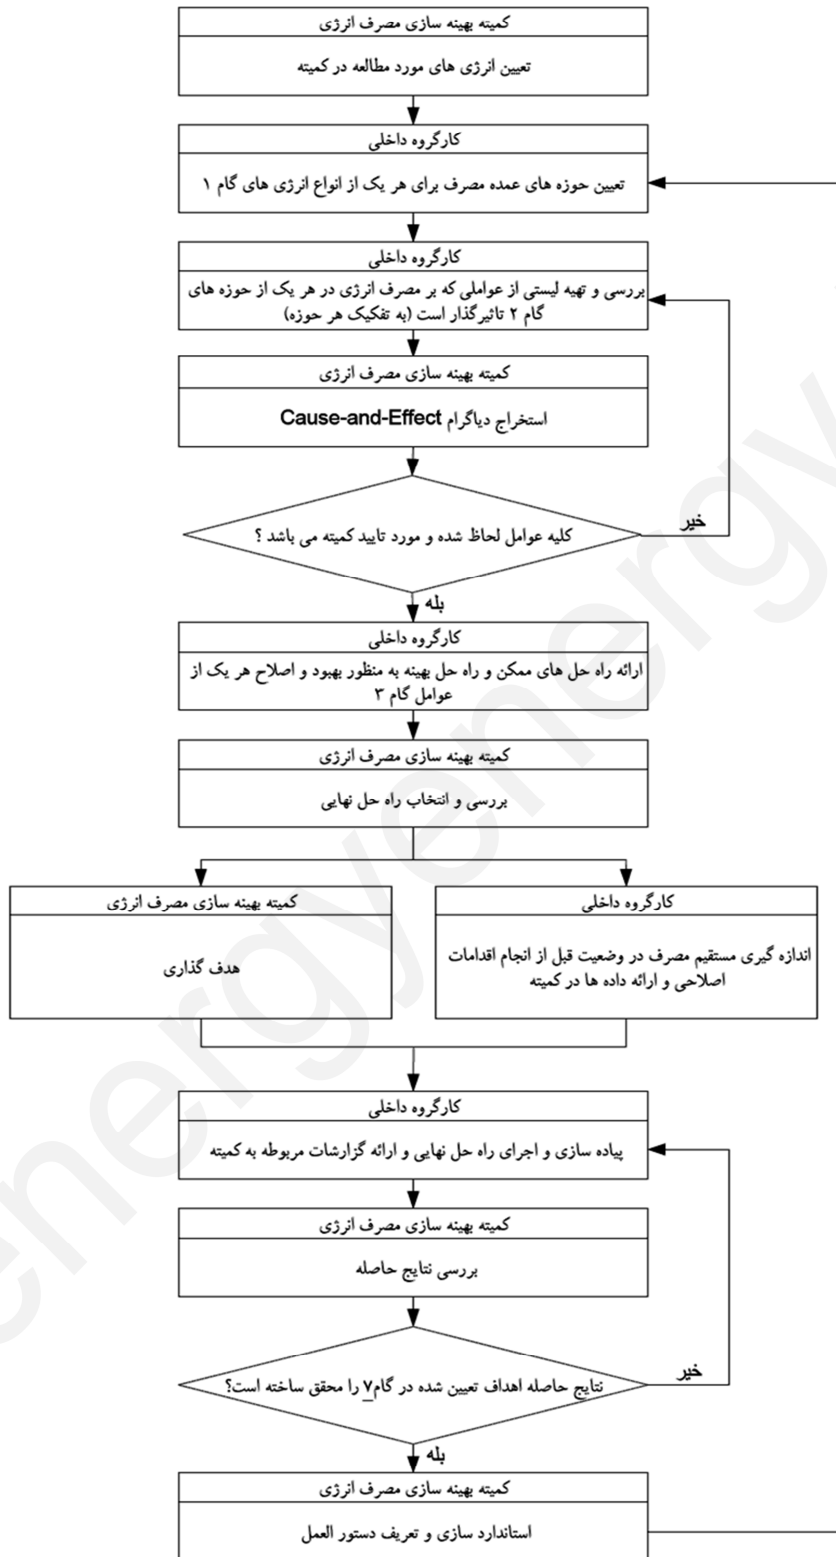 کمیته بهینه سازی مصرف انرژی
تعیین انرژی های مورد مطالعه در کمیته
کارگروه داخلی
تعیین حوزه های عمده مصرف برای هر یک از انواع انرژی های گام ۱
کارگروه داخلی
بررسی و تهیه لیستی از عواملی که بر مصرف انرژی در هر یک از حوزه های
گام ۲ تاثیرگذار است (به تفکیک هر حوزه)
کمیته بهینه سازی مصرف انرژی
استخراج دیاگرام Cause-and-Effect
کلیه عوامل لحاظ شده و مورد تایید کمیته می باشد ؟
خیر
بله
کارگروه داخلی
ارائه راه حل های ممکن و راه حل بهینه به منظور بهبود و اصلاح هر یک از
عوامل گام ۳
کمیته بهینه سازی مصرف انرژی
بررسی و انتخاب راه حل نهایی
کارگروه داخلی
اندازه گیری مستقیم مصرف در وضعیت قبل از انجام اقدامات
اصلاحی و ارائه داده ها در کمیته
کمیته بهینه سازی مصرف انرژی
هدف گذاری
کارگروه داخلی
پیاده سازی و اجرای راه حل نهایی و ارائه گزارشات مربوطه به کمیته
کمیته بهینه سازی مصرف انرژی
بررسی نتایج حاصله
نتایج حاصله اهداف تعیین شده در گام۷ را محقق ساخته است؟
خیر
بله
کمیته بهینه سازی مصرف انرژی
استاندارد سازی و تعریف دستور العمل
energyenergy